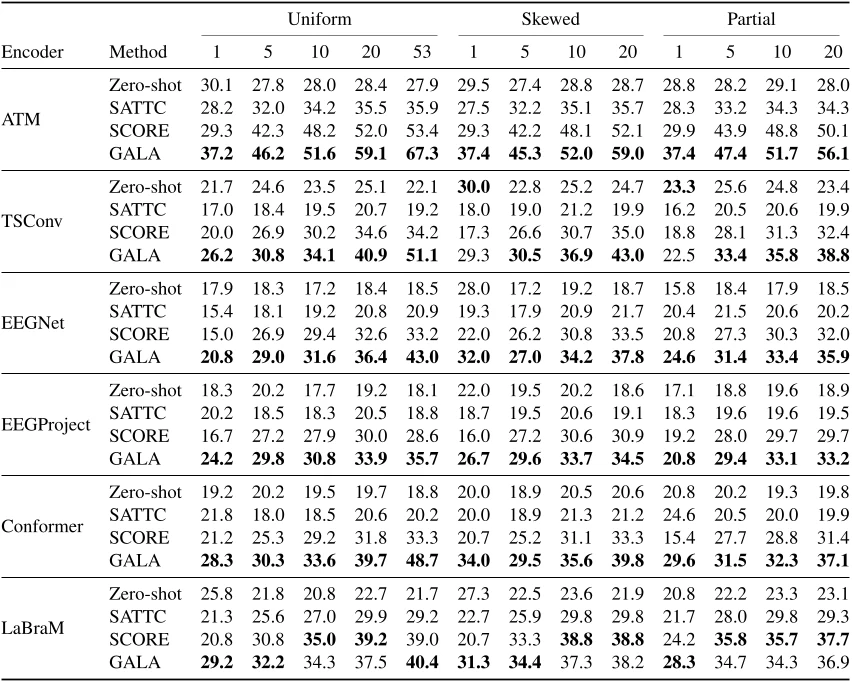 Uniform Skewed Partial
Encoder Method 1 5 10 20 53 1 5 10 20 1 5 10 20
ATM
Zero-shot 30.1 27.8 28.0 28.4 27.9 29.5 27.4 28.8 28.7 28.8 28.2 29.1 28.0
SATTC 28.2 32.0 34.2 35.5 35.9 27.5 32.2 35.1 35.7 28.3 33.2 34.3 34.3
SCORE 29.3 42.3 48.2 52.0 53.4 29.3 42.2 48.1 52.1 29.9 43.9 48.8 50.1
GALA 37.2 46.2 51.6 59.1 67.3 37.4 45.3 52.0 59.0 37.4 47.4 51.7 56.1
TSConv
Zero-shot 21.7 24.6 23.5 25.1 22.1 30.0 22.8 25.2 24.7 23.3 25.6 24.8 23.4
SATTC 17.0 18.4 19.5 20.7 19.2 18.0 19.0 21.2 19.9 16.2 20.5 20.6 19.9
SCORE 20.0 26.9 30.2 34.6 34.2 17.3 26.6 30.7 35.0 18.8 28.1 31.3 32.4
GALA 26.2 30.8 34.1 40.9 51.1 29.3 30.5 36.9 43.0 22.5 33.4 35.8 38.8
EEGNet
Zero-shot 17.9 18.3 17.2 18.4 18.5 28.0 17.2 19.2 18.7 15.8 18.4 17.9 18.5
SATTC 15.4 18.1 19.2 20.8 20.9 19.3 17.9 20.9 21.7 20.4 21.5 20.6 20.2
SCORE 15.0 26.9 29.4 32.6 33.2 22.0 26.2 30.8 33.5 20.8 27.3 30.3 32.0
GALA 20.8 29.0 31.6 36.4 43.0 32.0 27.0 34.2 37.8 24.6 31.4 33.4 35.9
EEGProject
Zero-shot 18.3 20.2 17.7 19.2 18.1 22.0 19.5 20.2 18.6 17.1 18.8 19.6 18.9
SATTC 20.2 18.5 18.3 20.5 18.8 18.7 19.5 20.6 19.1 18.3 19.6 19.6 19.5
SCORE 16.7 27.2 27.9 30.0 28.6 16.0 27.2 30.6 30.9 19.2 28.0 29.7 29.7
GALA 24.2 29.8 30.8 33.9 35.7 26.7 29.6 33.7 34.5 20.8 29.4 33.1 33.2
Conformer
Zero-shot 19.2 20.2 19.5 19.7 18.8 20.0 18.9 20.5 20.6 20.8 20.2 19.3 19.8
SATTC 21.8 18.0 18.5 20.6 20.2 20.0 18.9 21.3 21.2 24.6 20.5 20.0 19.9
SCORE 21.2 25.3 29.2 31.8 33.3 20.7 25.2 31.1 33.3 15.4 27.7 28.8 31.4
GALA 28.3 30.3 33.6 39.7 48.7 34.0 29.5 35.6 39.8 29.6 31.5 32.3 37.1
LaBraM
Zero-shot 25.8 21.8 20.8 22.7 21.7 27.3 22.5 23.6 21.9 20.8 22.2 23.3 23.1
SATTC 21.3 25.6 27.0 29.9 29.2 22.7 25.9 29.8 29.8 21.7 28.0 29.8 29.3
SCORE 20.8 30.8 35.0 39.2 39.0 20.7 33.3 38.8 38.8 24.2 35.8 35.7 37.7
GALA 29.2 32.2 34.3 37.5 40.4 31.3 34.4 37.3 38.2 28.3 34.7 34.3 36.9